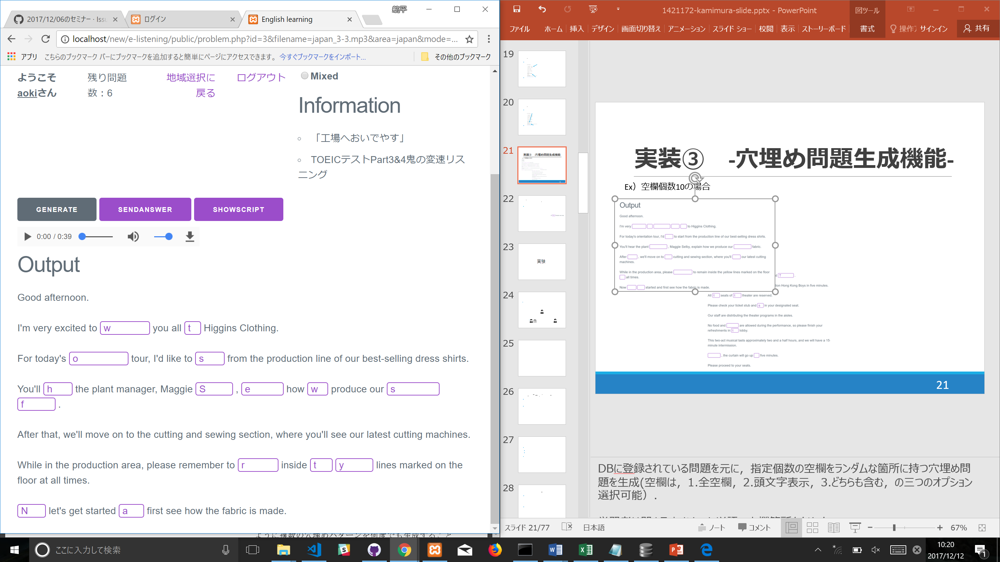 航平
2017/12/06のセミナー · Iss
ログイン
English learning
localhost/new/e-listening/public/problem.php?id=3&filename=japan_3-3.mp3&area=japan&mode=...
アプリ こちらのブックマーク バーにブックマークを追加すると簡単にページにアクセスできます。 今すぐブックマークをインポート... その他のブックマーク
ようこそ
aokiさん
残り問題
数：6
地域選択に
戻る
ログアウト
Mixed
Information
「工場へおいでやす」
TOEICテストPart3&4鬼の変速リス
ニング
GENERATE SENDANSWER SHOWSCRIPT
0:00 / 0:39
Output
Good afternoon.
I'm very excited to w you all t Higgins Clothing.
For today's o tour, I'd like to s from the production line of our best-selling dress shirts.
You'll h the plant manager, Maggie S , e how w produce our s
f .
After that, we'll move on to the cutting and sewing section, where you'll see our latest cutting machines.
While in the production area, please remember to r inside t y lines marked on the
floor at all times.
N let's get started a first see how the fabric is made.
1421172-kamimura-slide.pptx - PowerPoint
図ツール
ファイル ホーム 挿入 デザイン 画面切り替え アニメーション スライド ショー 校閲 表示 ストーリーボード 書式 操作 サインイン 共有
19
20
21
実装③ -穴埋め問題生成機能-
22
23
実験
24
25
26
27
28
実装③ -穴埋め問題生成機能-
Ex）空欄個数10の場合
Output
Good afternoon.
I'm very to Higgins Clothing.
For today's orientation tour, I'd to start from the production line of our best-selling dress shirts.
You'll hear the plant , Maggie Selby, explain how we produce our fabric.
After , we'll move on to cutting and sewing section, where you'll our latest cutting
machines.
While in the production area, please to remain inside the yellow lines marked on the floor
all times.
Now started and first see how the fabric is made.
d T .
tion Hong Kong Boys in five minutes.
All t seats of t theater are reserved.
Please check your ticket stub and s in your designated seat.
Our staff are distributing the theater programs in the aisles.
No food and are allowed during the performance, so please finish your
refreshments in t lobby.
This two-act musical lasts approximately two and a half hours, and we will have a 15-
minute intermission.
, the curtain will go up five minutes.
Please proceed to your seats.
21
DBに登録されている問題を元に，指定個数の空欄をランダムな箇所に持つ穴埋め問
題を生成(空欄は，1.全空欄，2.頭文字表示，3.どちらも含む，の三つのオプション
選択可能）.
スライド 21/77 日本語 ノート コメント 67%
ように複数の穴埋めパターンを何度でも生成すること
ここに入力して検索
10:20
2017/12/12
1